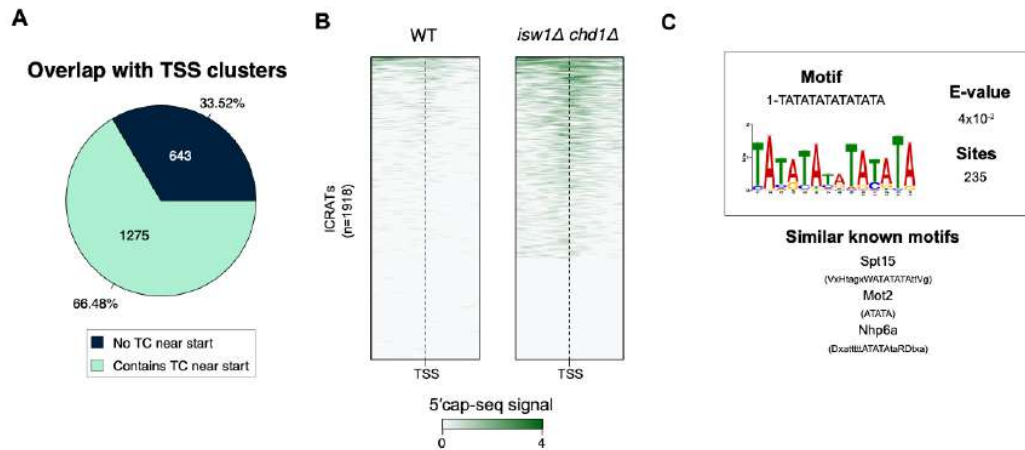 A
Overlap with TSS clusters
33.52%
643
1275
66.48%
No TC near start
Contains TC near start
B
WT
isw1Δ chd1Δ
ICRATs
(n=1918)
TSS
TSS
5'cap-seq signal
0
4
C
Motif
1-TATATATATATATA
E-value
4x10⁻²
Sites
235
Similar known motifs
Spt15
Mot2
(ATATA)
Nhp6a